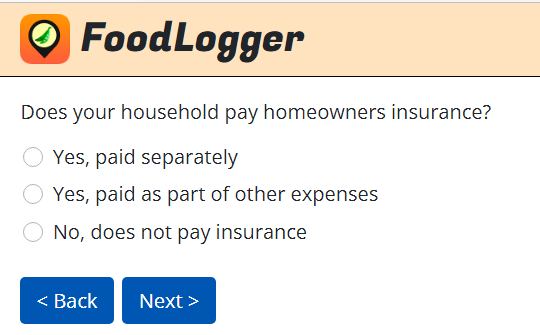 FoodLogger
Does your household pay homeowners insurance?
Yes, paid separately
Yes, paid as part of other expenses
No, does not pay insurance
< Back
Next >